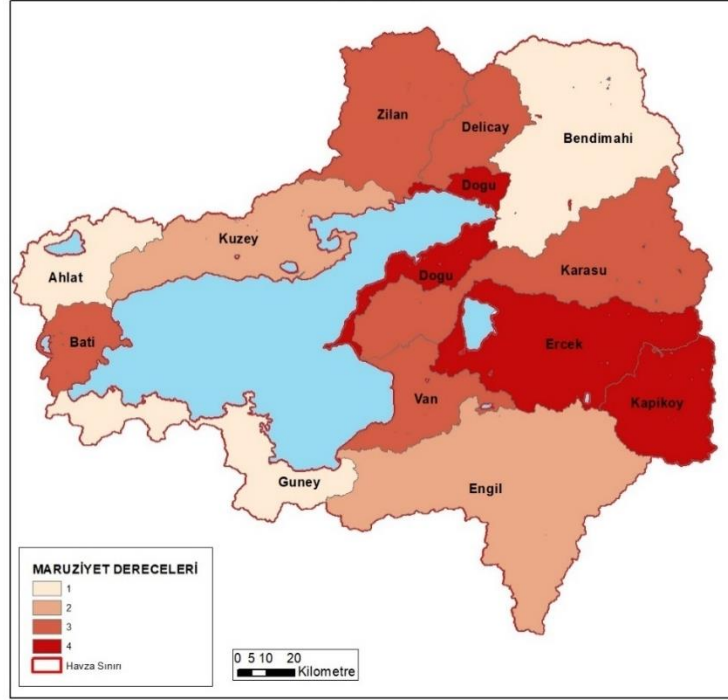 Zilan
Delicay
Bendimahi
Dogu
Kuzey
Ahlat
Dogu
Karasu
Bati
Ercek
Van
Kapikoy
Guney
Engil
MARUZİYET DERECELERİ
1
2
3
4
Havza Sınırı
0 5 10 20
Kilometre